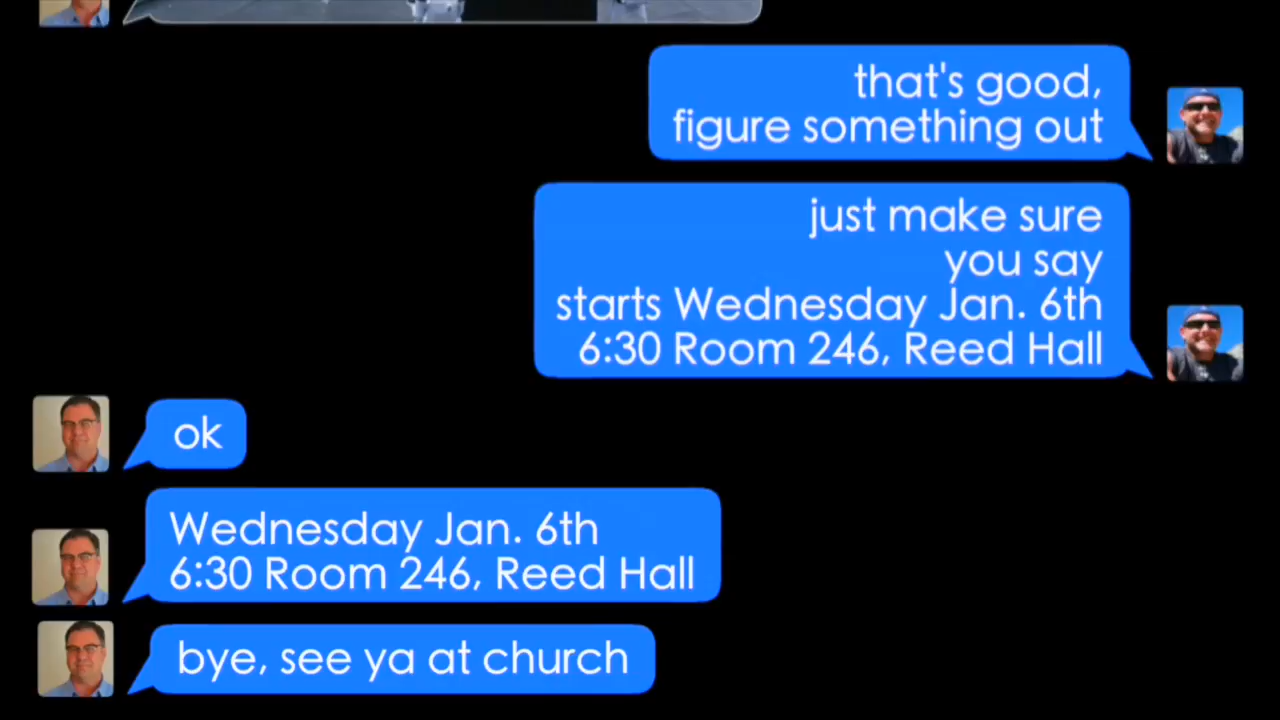 that's good,
figure something out
just make sure
you say
starts Wednesday Jan. 6th
6:30 Room 246, Reed Hall
ok
Wednesday Jan. 6th
6:30 Room 246, Reed Hall
bye, see ya at church